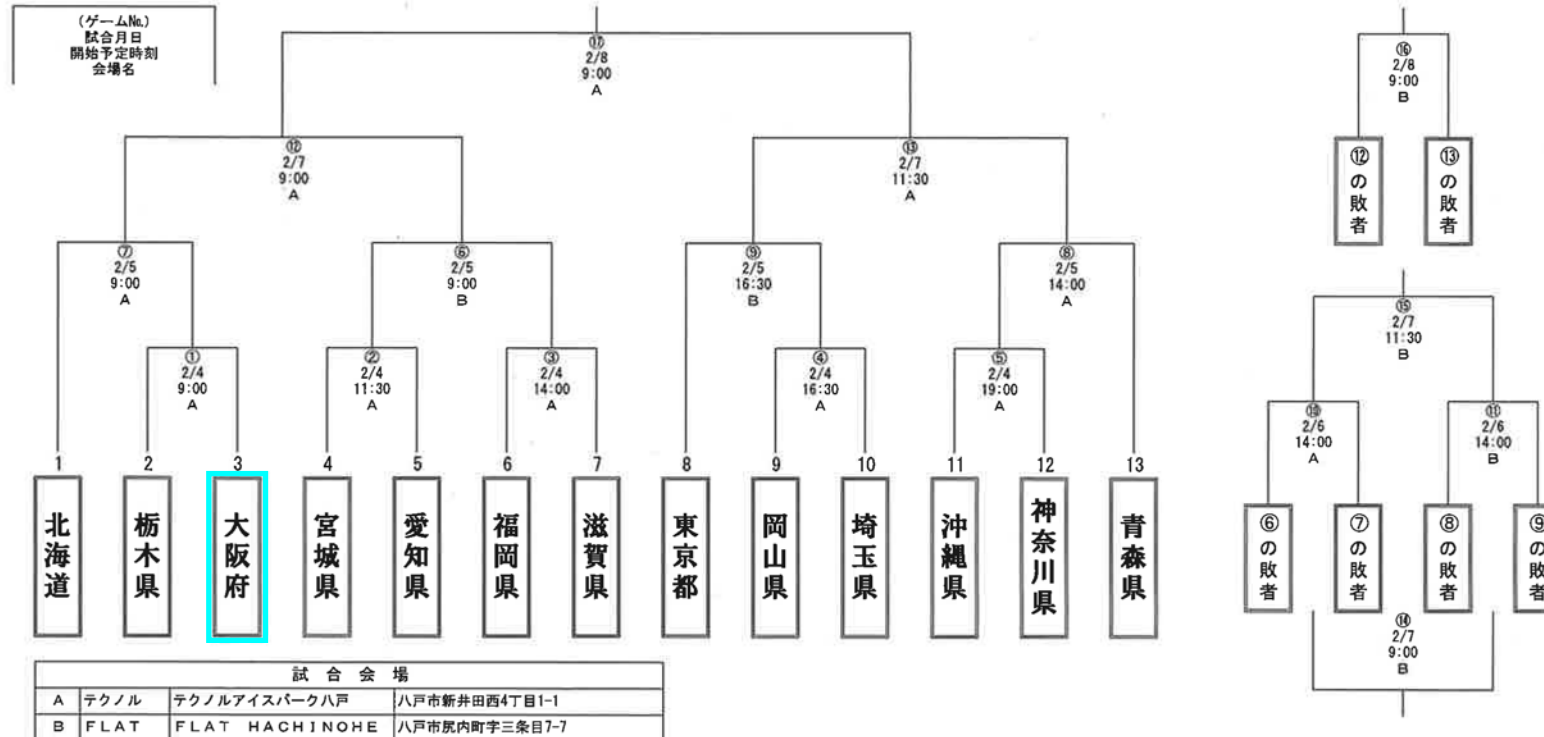 (ゲームNo.)
試合月日
開始予定時刻
会場名
⑰
2/8
9:00
A
⑫
2/7
9:00
A
⑬
2/7
11:30
A
⑦
2/5
9:00
A
⑥
2/5
9:00
B
⑨
2/5
16:30
B
⑧
2/5
14:00
A
①
2/4
9:00
A
②
2/4
11:30
A
③
2/4
14:00
A
④
2/4
16:30
A
⑤
2/4
19:00
A
1 2 3 4 5 6 7 8 9 10 11 12 13
北海道
栃木県
大阪府
宮城県
愛知県
福岡県
滋賀県
東京都
岡山県
埼玉県
沖縄県
神奈川県
青森県
⑯
2/8
9:00
B
⑫の敗者
⑬の敗者
⑮
2/7
11:30
B
⑩
2/6
14:00
A
⑪
2/6
14:00
B
⑥の敗者
⑦の敗者
⑧の敗者
⑨の敗者
⑭
2/7
9:00
B
試合会場
A テクノル テクノルアイスパーク八戸 八戸市新井田西4丁目1-1
B FLAT FLAT HACHINOHE 八戸市尻内町字三条目7-7